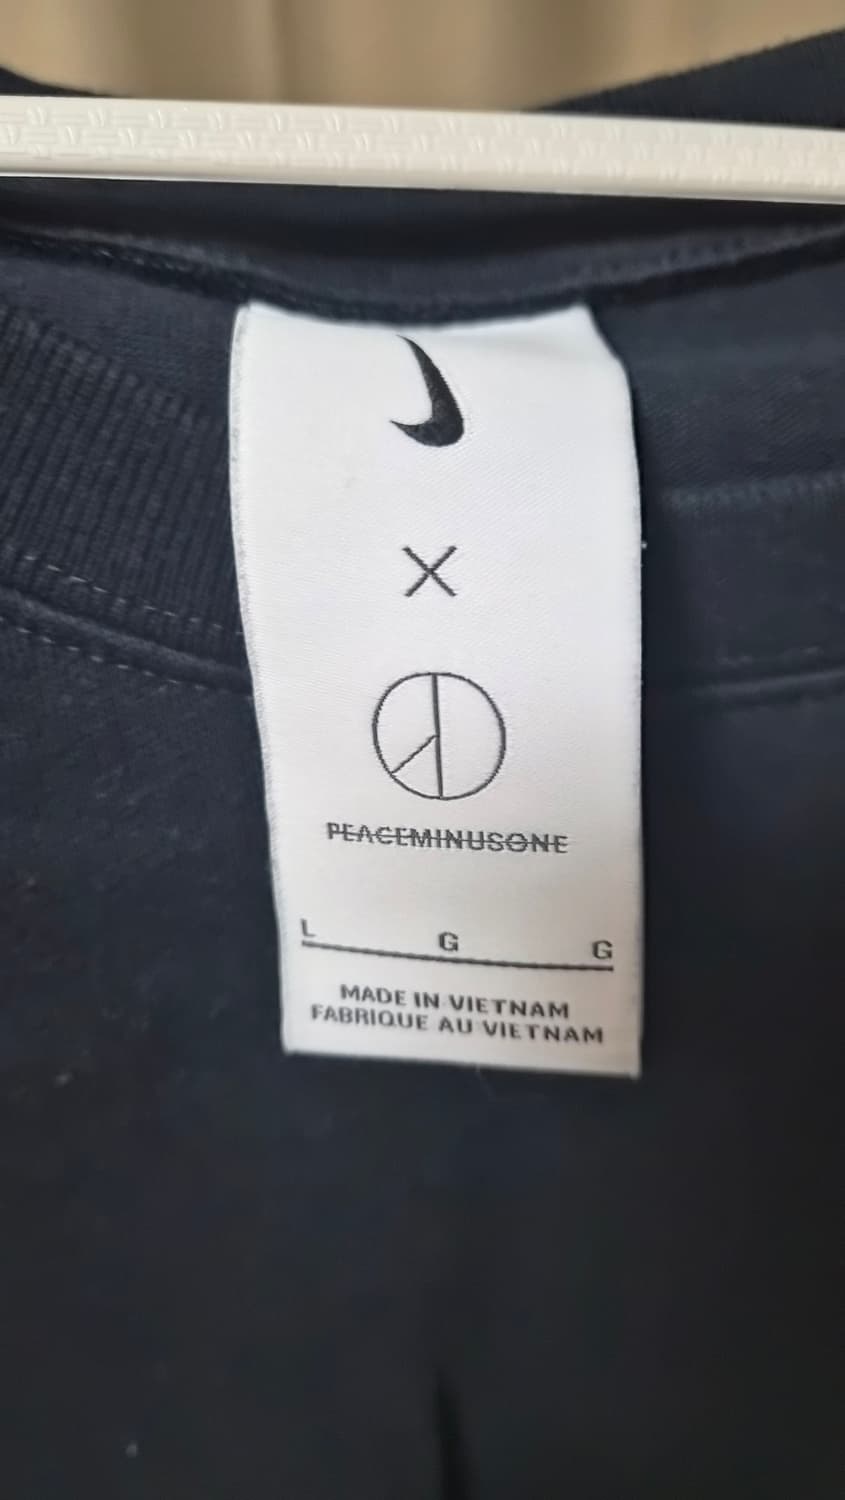 X
PEACEMINUSONE
L G G
MADE IN VIETNAM
FABRIQUE AU VIETNAM